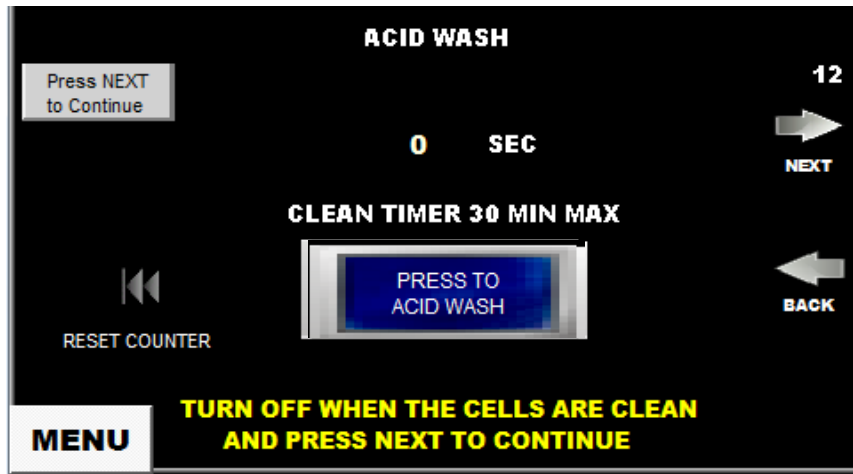 ACID WASH
Press NEXT
to Continue
12
0 SEC
NEXT
CLEAN TIMER 30 MIN MAX
PRESS TO
ACID WASH
BACK
RESET COUNTER
TURN OFF WHEN THE CELLS ARE CLEAN
AND PRESS NEXT TO CONTINUE
MENU